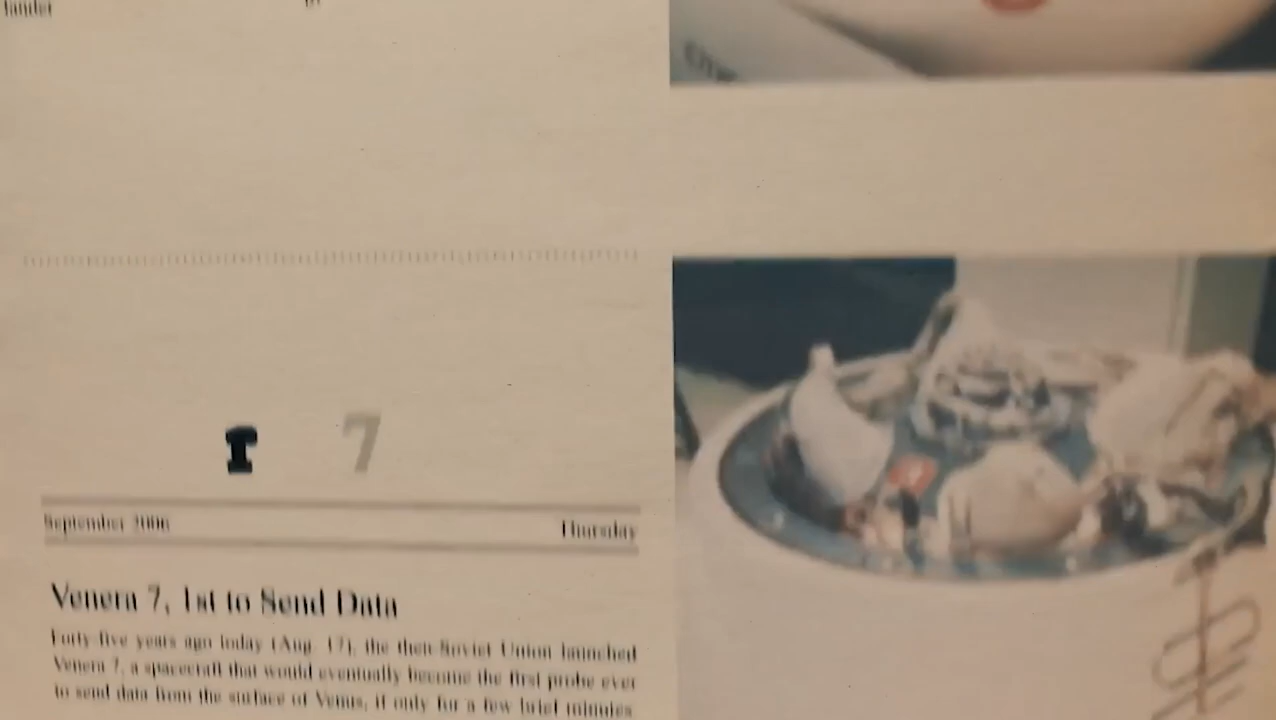 lander
r 7
September 2006 Thursday
Venera 7, 1st to Send Data
Forty-five years ago today (Aug. 17), the then-Soviet Union launched
Venera 7, a spacecraft that would eventually become the first probe ever
to send data from the surface of Venus, if only for a few brief minutes.